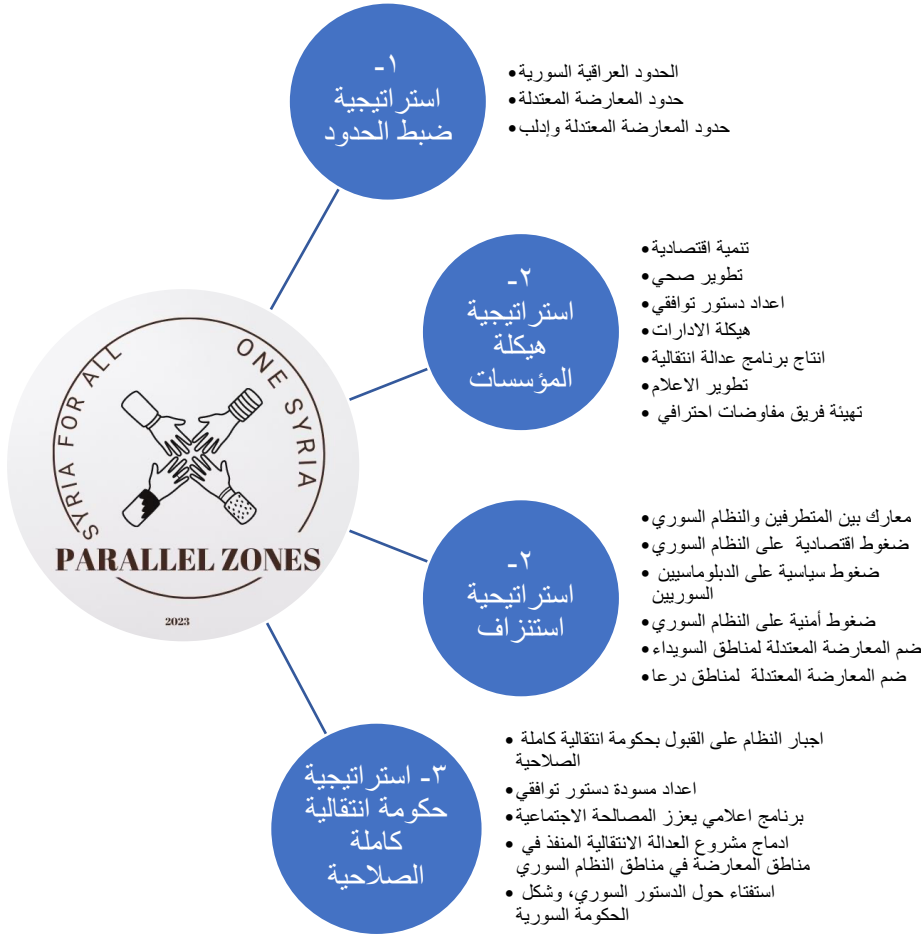 ١-
استراتيجية
ضبط الحدود
• الحدود العراقية السورية
• حدود المعارضة المعتدلة
• حدود المعارضة المعتدلة وإدلب
٢-
استراتيجية
هيكلة
المؤسسات
• تنمية اقتصادية
• تطوير صحي
• اعداد دستور توافقي
• هيكلة الادارات
• انتاج برنامج عدالة انتقالية
• تطوير الاعلام
• تهيئة فريق مفاوضات احترافي
SYRIA FOR ALL
ONE SYRIA
PARALLEL ZONES
2023
٢-
استراتيحية
استنزاف
• معارك بين المتطرفين والنظام السوري
• ضغوط اقتصادية على النظام السوري
• ضغوط سياسية على الدبلوماسيين
السوريين
• ضغوط أمنية على النظام السوري
• ضم المعارضة المعتدلة لمناطق السويداء
• ضم المعارضة المعتدلة لمناطق درعا
٣- استراتيجية
حكومة انتقالية
كاملة
الصلاحية
• اجبار النظام على القبول بحكومة انتقالية كاملة
الصلاحية
• اعداد مسودة دستور توافقي
• برنامج اعلامي يعزز المصالحة الاجتماعية
• ادماج مشروع العدالة الانتقالية المنفذ في
مناطق المعارضة في مناطق النظام السوري
• استفتاء حول الدستور السوري، وشكل
الحكومة السورية